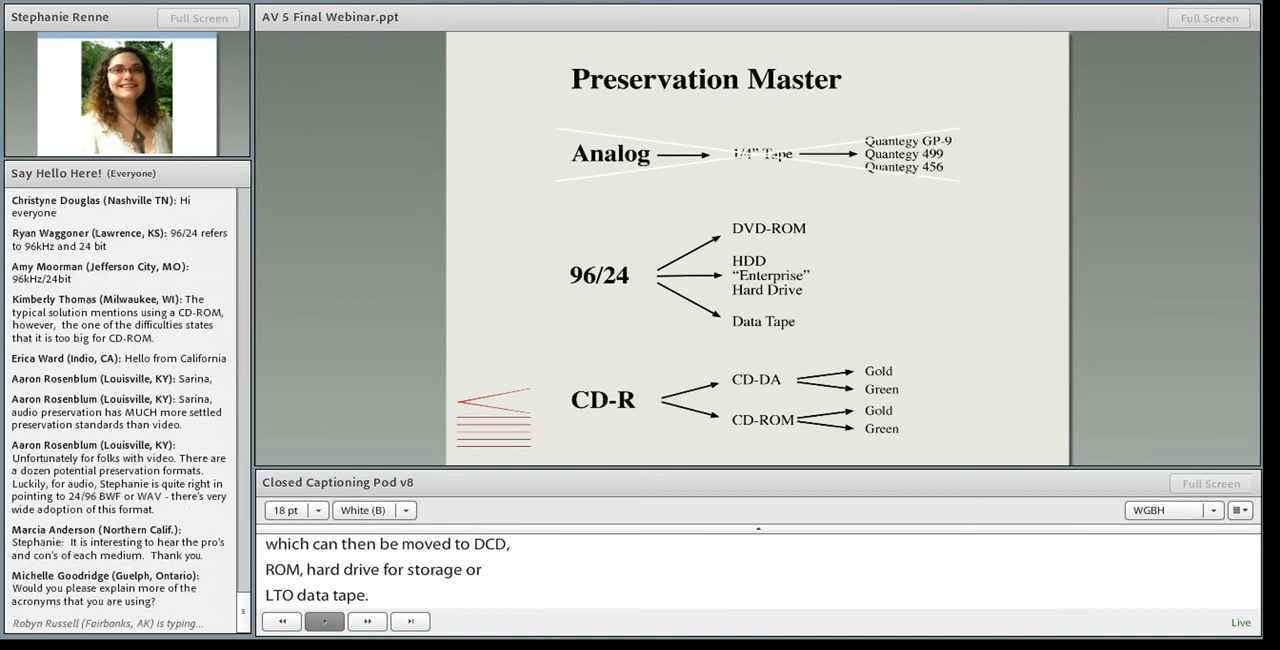 Stephanie Renne
Full Screen
Say Hello Here! (Everyone)
Christyne Douglas (Nashville TN): Hi
everyone
Ryan Waggoner (Lawrence, KS): 96/24 refers
to 96kHz and 24 bit
Amy Moorman (Jefferson City, MO):
96kHz/24bit
Kimberly Thomas (Milwaukee, WI): The
typical solution mentions using a CD-ROM,
however, the one of the difficulties states
that it is too big for CD-ROM.
Erica Ward (Indio, CA): Hello from California
Aaron Rosenblum (Louisville, KY): Sarina,
Aaron Rosenblum (Louisville, KY): Sarina,
audio preservation has MUCH more settled
preservation standards than video.
Aaron Rosenblum (Louisville, KY):
Unfortunately for folks with video. There are
a dozen potential preservation formats.
Luckily, for audio, Stephanie is quite right in
pointing to 24/96 BWF or WAV - there's very
wide adoption of this format.
Marcia Anderson (Northern Calif.):
Stephanie: It is interesting to hear the pro's
and con's of each medium. Thank you.
Michelle Goodridge (Guelph, Ontario):
Would you please explain more of the
acronyms that you are using?
Robyn Russell (Fairbanks, AK) is typing...
AV 5 Final Webinar.ppt
Full Screen
Preservation Master
Analog
1/4" Tape
Quantegy GP-9
Quantegy 499
Quantegy 456
96/24
DVD-ROM
HDD
“Enterprise”
Hard Drive
Data Tape
CD-R
CD-DA
Gold
Green
CD-ROM
Gold
Green
Closed Captioning Pod v8
Full Screen
18 pt
White (B)
WGBH
which can then be moved to DCD,
ROM, hard drive for storage or
LTO data tape.
Live